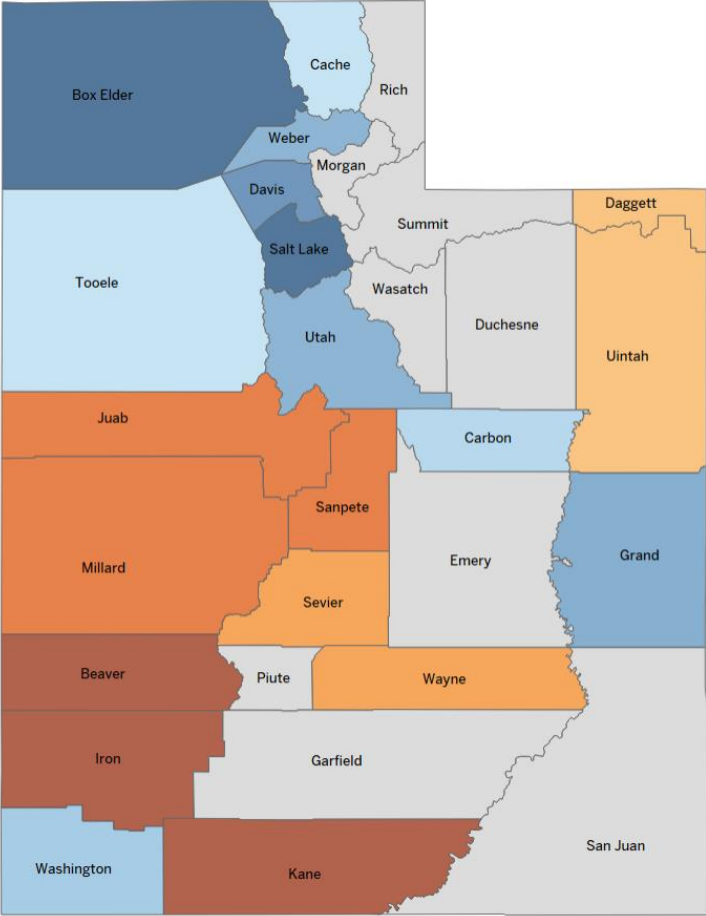 Cache
Rich
Box Elder
Weber
Morgan
Davis
Daggett
Summit
Salt Lake
Tooele
Wasatch
Duchesne
Utah
Uintah
Juab
Carbon
Sanpete
Grand
Emery
Millard
Sevier
Beaver
Piute
Wayne
Iron
Garfield
San Juan
Washington
Kane